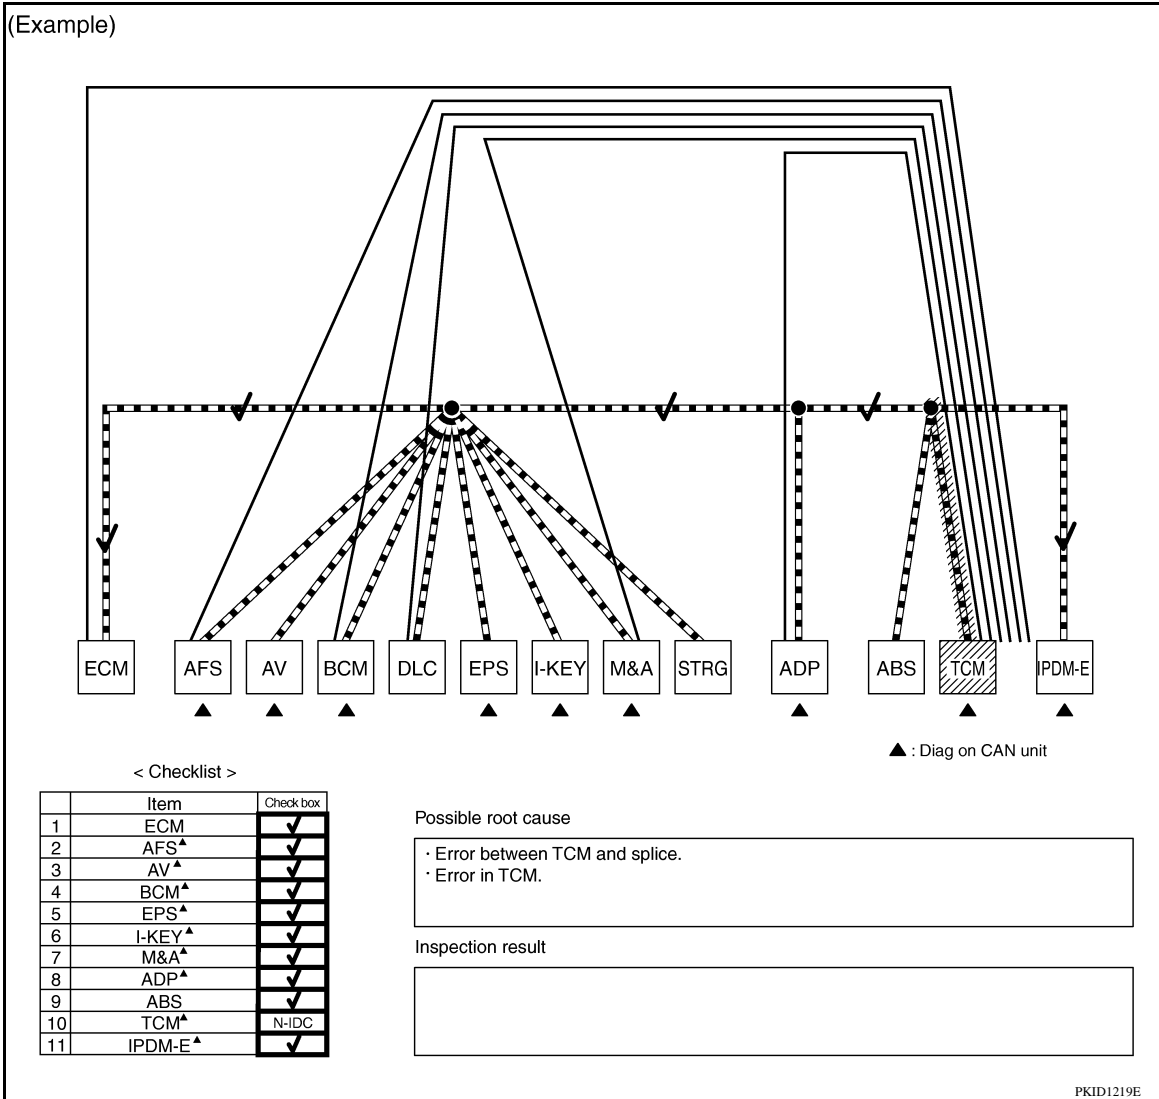 (Example)
ECM AFS AV BCM DLC EPS I-KEY M&A STRG ADP ABS TCM IPDM-E
▲ : Diag on CAN unit
< Checklist >
Item Check box
1 ECM ✓
2 AFS▲ ✓
3 AV▲ ✓
4 BCM▲ ✓
5 EPS▲ ✓
6 I-KEY▲ ✓
7 M&A▲ ✓
8 ADP▲ ✓
9 ABS ✓
10 TCM▲ N-IDC
11 IPDM-E▲ ✓
Possible root cause
· Error between TCM and splice.
· Error in TCM.
Inspection result
PKID1219E